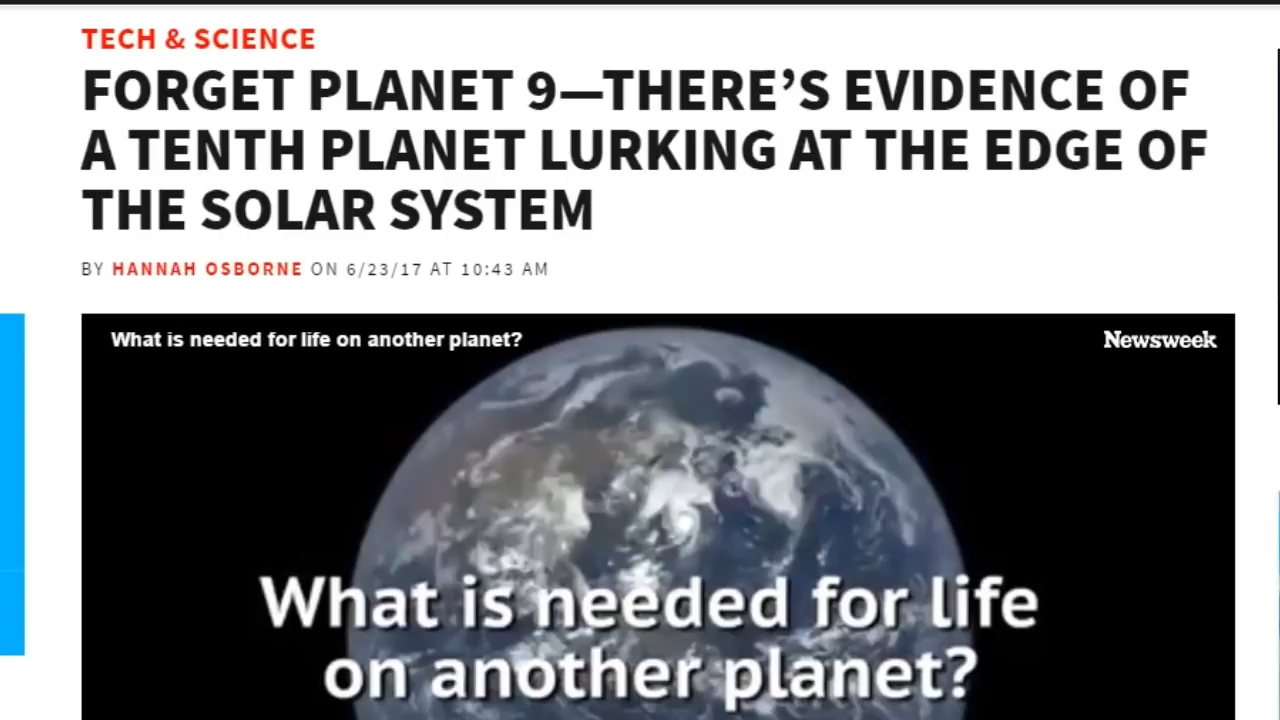 TECH & SCIENCE
FORGET PLANET 9—THERE’S EVIDENCE OF
A TENTH PLANET LURKING AT THE EDGE OF
THE SOLAR SYSTEM
BY HANNAH OSBORNE ON 6/23/17 AT 10:43 AM
What is needed for life on another planet?
Newsweek
What is needed for life
on another planet?